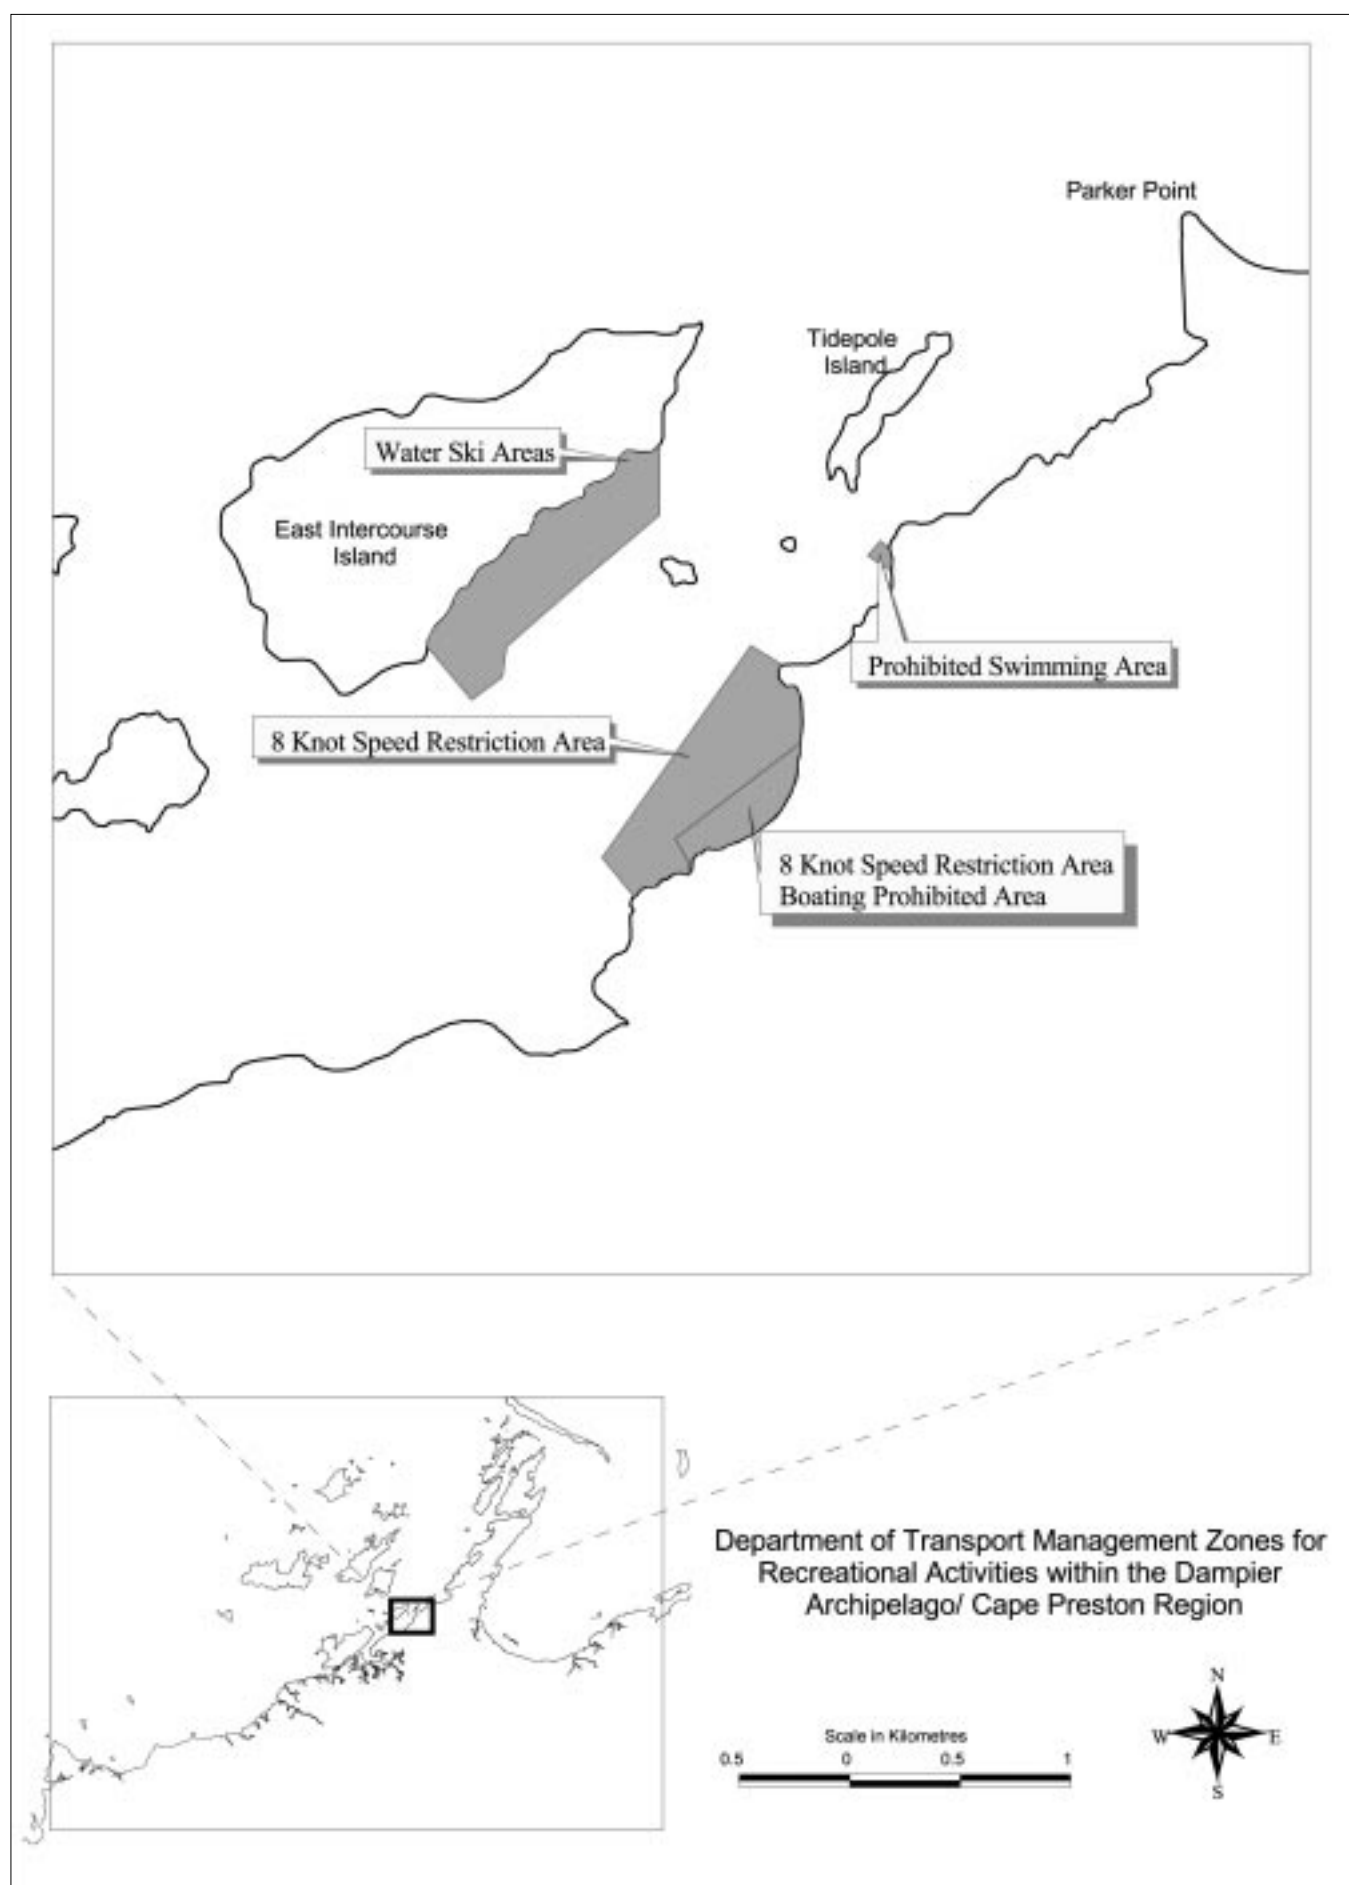 Parker Point
Tidepole
Island
Water Ski Areas
East Intercourse
Island
Prohibited Swimming Area
8 Knot Speed Restriction Area
8 Knot Speed Restriction Area
Boating Prohibited Area
Department of Transport Management Zones for
Recreational Activities within the Dampier
Archipelago/ Cape Preston Region
N
W
E
S
Scale in Kilometres
0.5 0 0.5 1